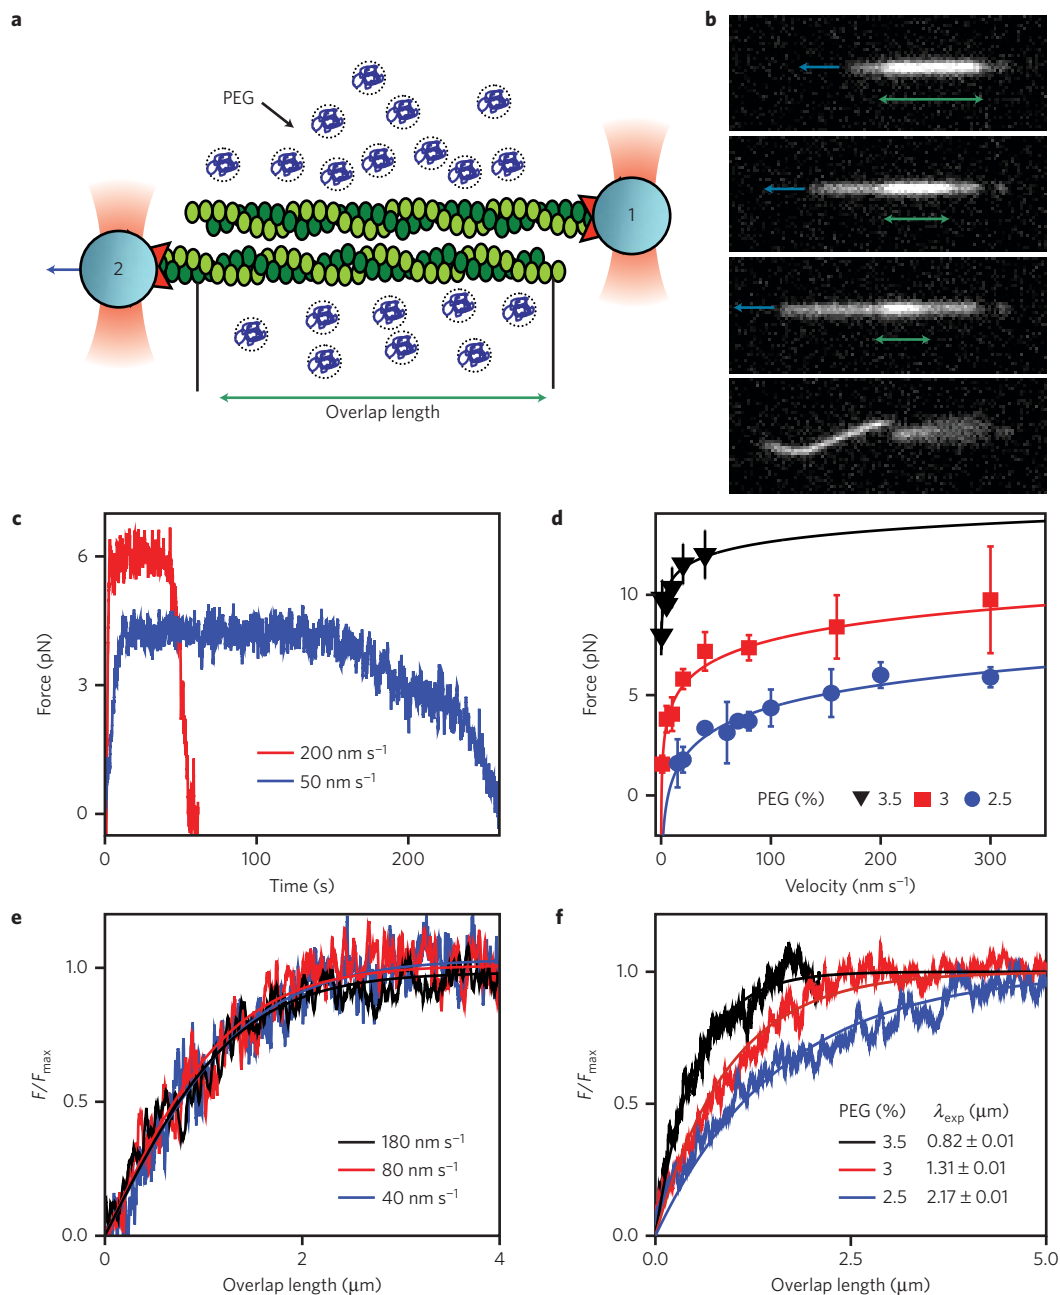 a
PEG
1
2
Overlap length
b
c
Force (pN)
6
3
0
200 nm s⁻¹
50 nm s⁻¹
0 100 200
Time (s)
d
Force (pN)
10
5
0
PEG (%) 3.5 3 2.5
0 100 200 300
Velocity (nm s⁻¹)
e
F/Fmax
1.0
0.5
0.0
180 nm s⁻¹
80 nm s⁻¹
40 nm s⁻¹
0 2 4
Overlap length (μm)
f
F/Fmax
1.0
0.5
0.0
PEG (%) λexp (μm)
3.5 0.82 ± 0.01
3 1.31 ± 0.01
2.5 2.17 ± 0.01
0.0 2.5 5.0
Overlap length (μm)